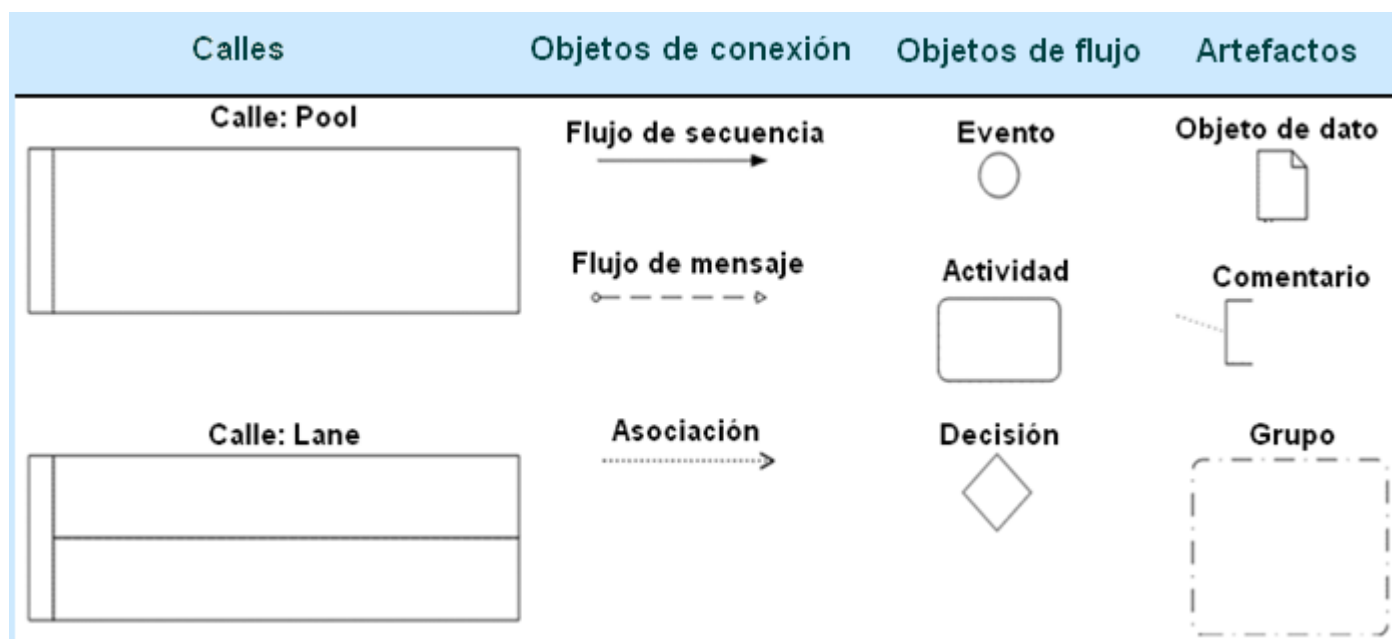 Calles
Objetos de conexión
Objetos de flujo
Artefactos
Calle: Pool
Flujo de secuencia
Evento
Objeto de dato
Flujo de mensaje
Actividad
Comentario
Calle: Lane
Asociación
Decisión
Grupo